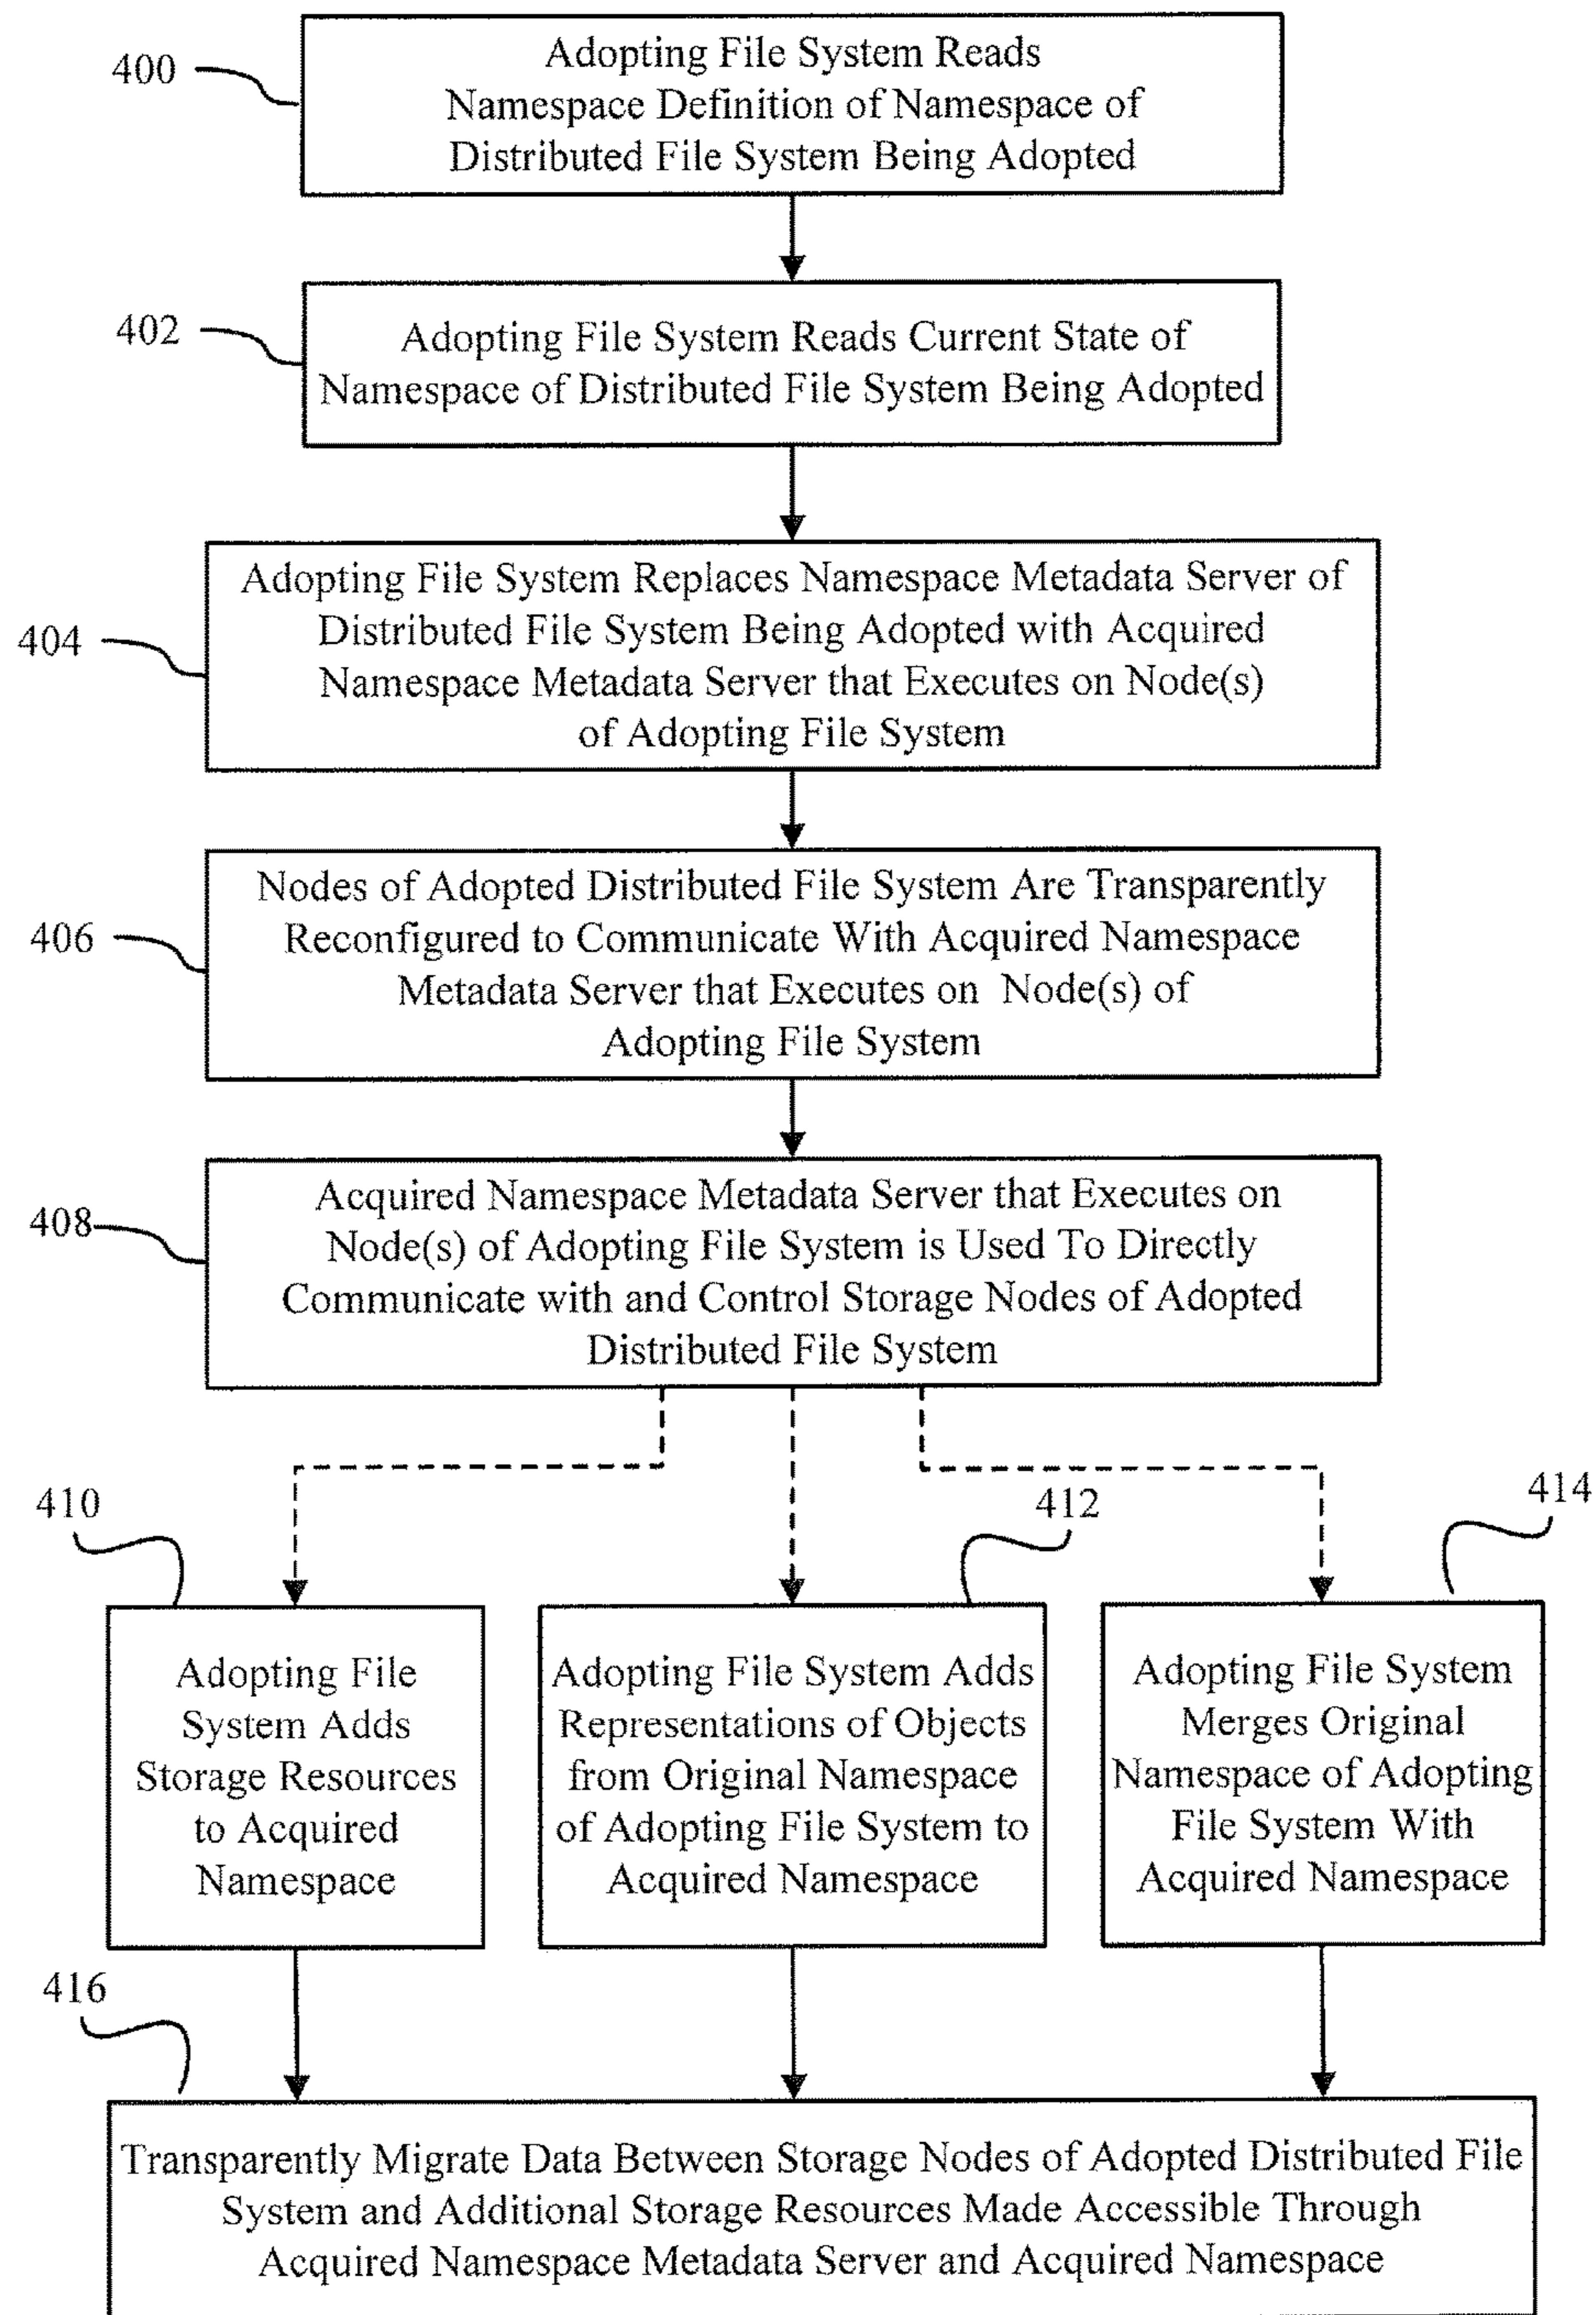 400
Adopting File System Reads
Namespace Definition of Namespace of
Distributed File System Being Adopted
402
Adopting File System Reads Current State of
Namespace of Distributed File System Being Adopted
404
Adopting File System Replaces Namespace Metadata Server of
Distributed File System Being Adopted with Acquired
Namespace Metadata Server that Executes on Node(s)
of Adopting File System
406
Nodes of Adopted Distributed File System Are Transparently
Reconfigured to Communicate With Acquired Namespace
Metadata Server that Executes on Node(s) of
Adopting File System
408
Acquired Namespace Metadata Server that Executes on
Node(s) of Adopting File System is Used To Directly
Communicate with and Control Storage Nodes of Adopted
Distributed File System
410
Adopting File
System Adds
Storage Resources
to Acquired
Namespace
412
Adopting File System Adds
Representations of Objects
from Original Namespace
of Adopting File System to
Acquired Namespace
414
Adopting File System
Merges Original
Namespace of Adopting
File System With
Acquired Namespace
416
Transparently Migrate Data Between Storage Nodes of Adopted Distributed File
System and Additional Storage Resources Made Accessible Through
Acquired Namespace Metadata Server and Acquired Namespace